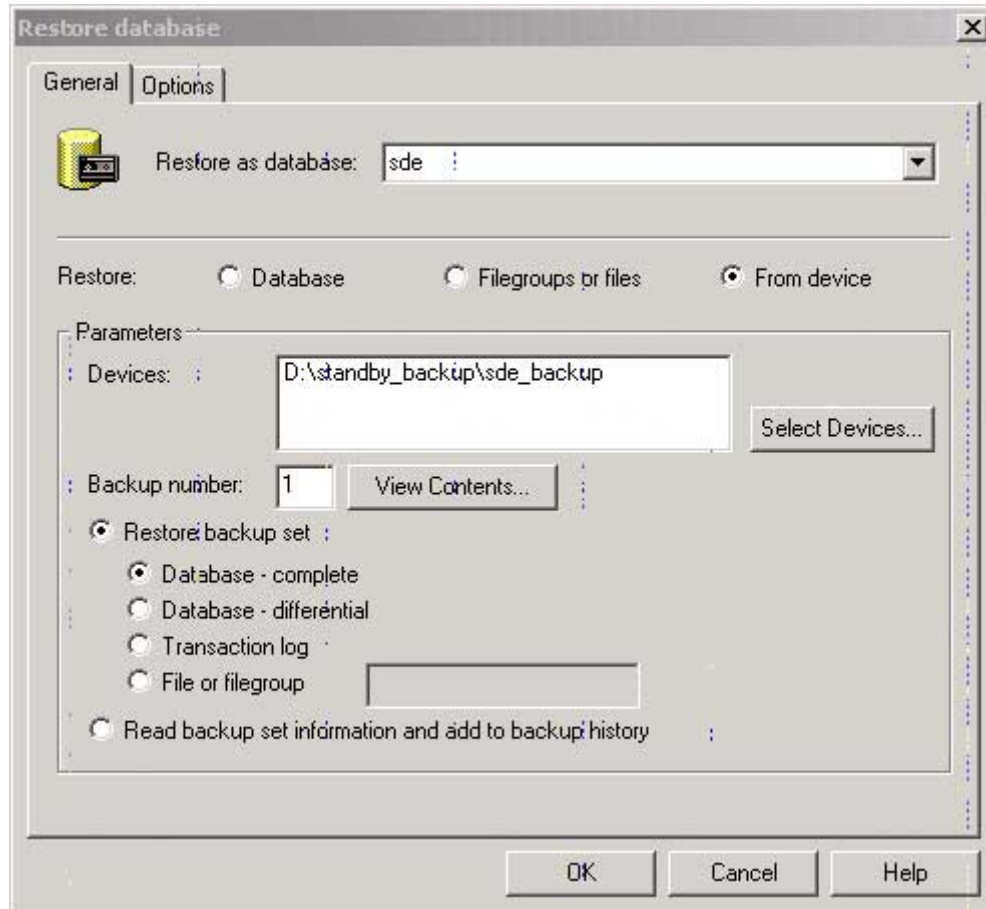 Restore database
General Options
Restore as database: sde
Restore: Database Filegroups or files From device
Parameters
Devices: D:\standby_backup\sde_backup
Select Devices...
Backup number: 1 View Contents...
Restore backup set
Database - complete
Database - differential
Transaction log
File or filegroup
Read backup set information and add to backup history
OK Cancel Help